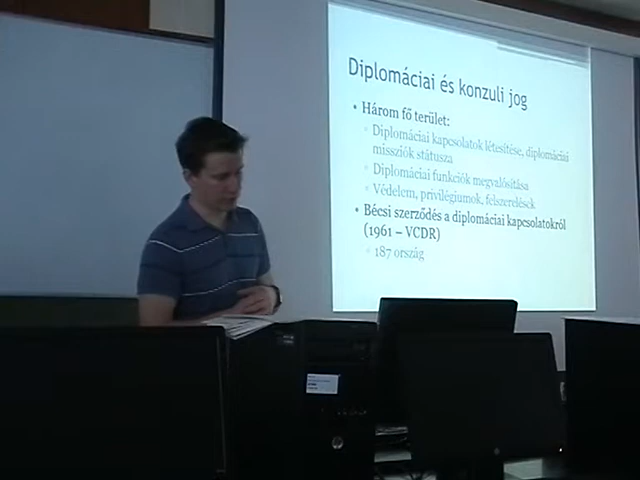 Diplomáciai és konzuli jog
• Három fő terület:
Diplomáciai kapcsolatok létesítése, diplomáciai
missziók státusza
Diplomáciai funkciók megvalósítása
Védelem, privilégiumok, felszerelések
• Bécsi szerződés a diplomáciai kapcsolatokról
(1961 – VCDR)
187 ország